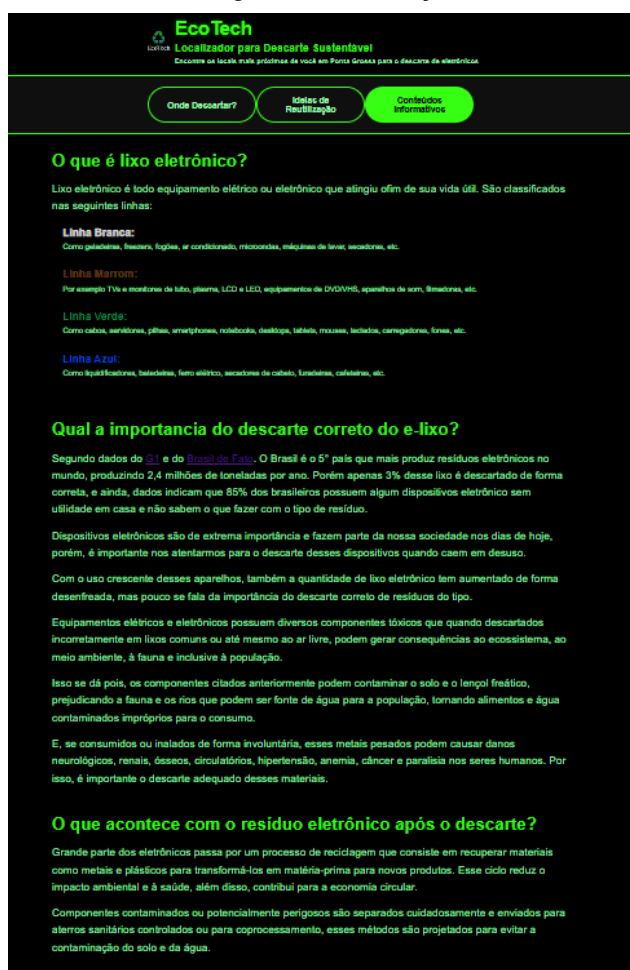 EcoTech
EcoTech
Localizador para Descarte Sustentável
Encontre os locais mais próximos de você em Ponta Grossa para o descarte de eletrônicos
Onde Descartar?
Ideias de
Reutilização
Conteúdos
Informativos
O que é lixo eletrônico?
Lixo eletrônico é todo equipamento elétrico ou eletrônico que atingiu ofim de sua vida útil. São classificados
nas seguintes linhas:
Linha Branca:
Como geladeiras, freezers, fogões, ar condicionado, microondas, máquinas de lavar, secadoras, etc.
Linha Marrom:
Por exemplo TVs e monitores de tubo, plasma, LCD e LED, equipamentos de DVD/VHS, aparelhos de som, filmadoras, etc.
Linha Verde:
Como cabos, servidores, pilhas, smartphones, notebooks, desktops, tablets, mouses, teclados, carregadores, fones, etc.
Linha Azul:
Como liquidificadores, batedeiras, ferro elétrico, secadores de cabelo, furadeiras, cafeteiras, etc.
Qual a importancia do descarte correto do e-lixo?
Segundo dados do G1 e do Brasil de Fato. O Brasil é o 5° país que mais produz resíduos eletrônicos no
mundo, produzindo 2,4 milhões de toneladas por ano. Porém apenas 3% desse lixo é descartado de forma
correta, e ainda, dados indicam que 85% dos brasileiros possuem algum dispositivos eletrônico sem
utilidade em casa e não sabem o que fazer com o tipo de resíduo.
Dispositivos eletrônicos são de extrema importância e fazem parte da nossa sociedade nos dias de hoje,
porém, é importante nos atentarmos para o descarte desses dispositivos quando caem em desuso.
Com o uso crescente desses aparelhos, também a quantidade de lixo eletrônico tem aumentado de forma
desenfreada, mas pouco se fala da importância do descarte correto de resíduos do tipo.
Equipamentos elétricos e eletrônicos possuem diversos componentes tóxicos que quando descartados
incorretamente em lixos comuns ou até mesmo ao ar livre, podem gerar consequências ao ecossistema, ao
meio ambiente, à fauna e inclusive à população.
Isso se dá pois, os componentes citados anteriormente podem contaminar o solo e o lençol freático,
prejudicando a fauna e os rios que podem ser fonte de água para a população, tornando alimentos e água
contaminados impróprios para o consumo.
E, se consumidos ou inalados de forma involuntária, esses metais pesados podem causar danos
neurológicos, renais, ósseos, circulatórios, hipertensão, anemia, câncer e paralisia nos seres humanos. Por
isso, é importante o descarte adequado desses materiais.
O que acontece com o resíduo eletrônico após o descarte?
Grande parte dos eletrônicos passa por um processo de reciclagem que consiste em recuperar materiais
como metais e plásticos para transformá-los em matéria-prima para novos produtos. Esse ciclo reduz o
impacto ambiental e à saúde, além disso, contribui para a economia circular.
Componentes contaminados ou potencialmente perigosos são separados cuidadosamente e enviados para
aterros sanitários controlados ou para coprocessamento, esses métodos são projetados para evitar a
contaminação do solo e da água.